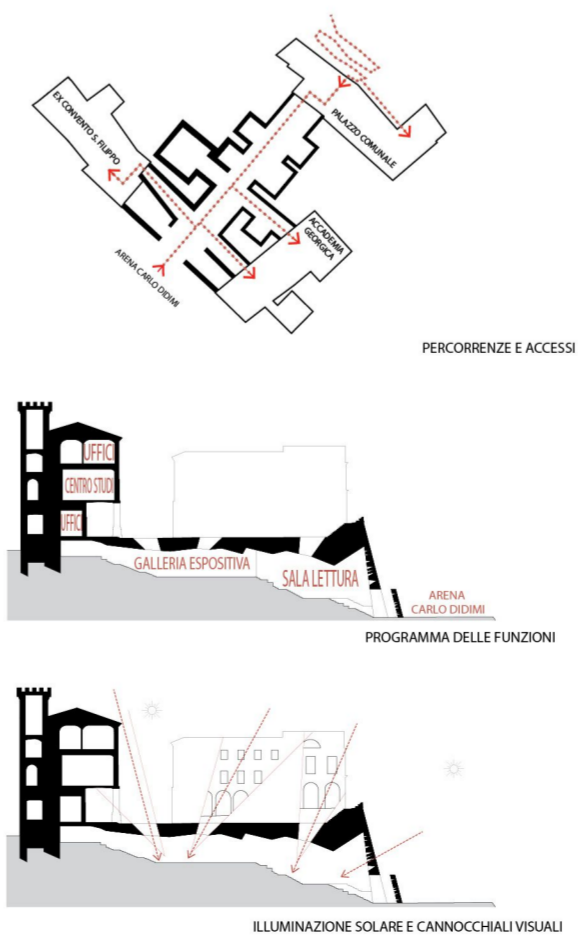 EX CONVENTO S. FILIPPO
PALAZZO COMUNALE
ACCADEMIA
GEORGICA
ARENA CARLO DIDIMI
PERCORRENZE E ACCESSI
UFFICI
CENTRO STUDI
UFFICI
GALLERIA ESPOSITIVA
SALA LETTURA
ARENA
CARLO DIDIMI
PROGRAMMA DELLE FUNZIONI
ILLUMINAZIONE SOLARE E CANNOCCHIALI VISUALI